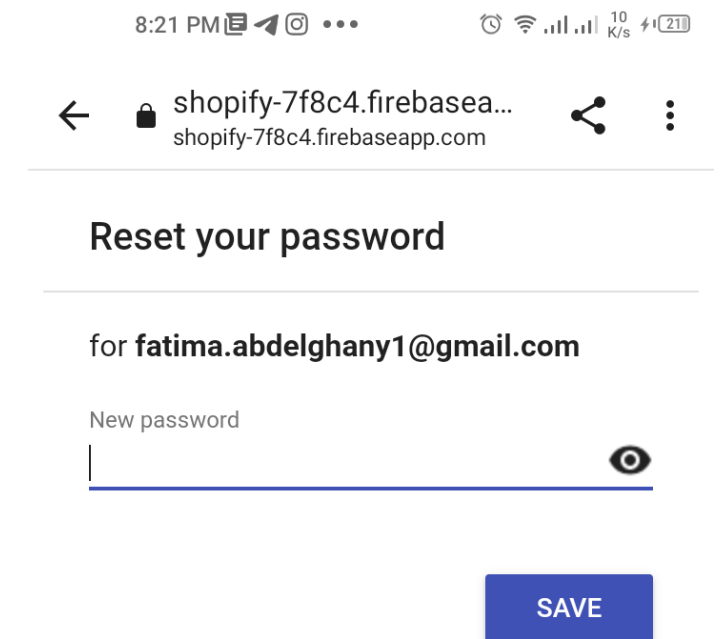 8:21 PM
10
K/s
21
shopify-7f8c4.firebasea...
shopify-7f8c4.firebaseapp.com
Reset your password
for fatima.abdelghany1@gmail.com
New password
SAVE